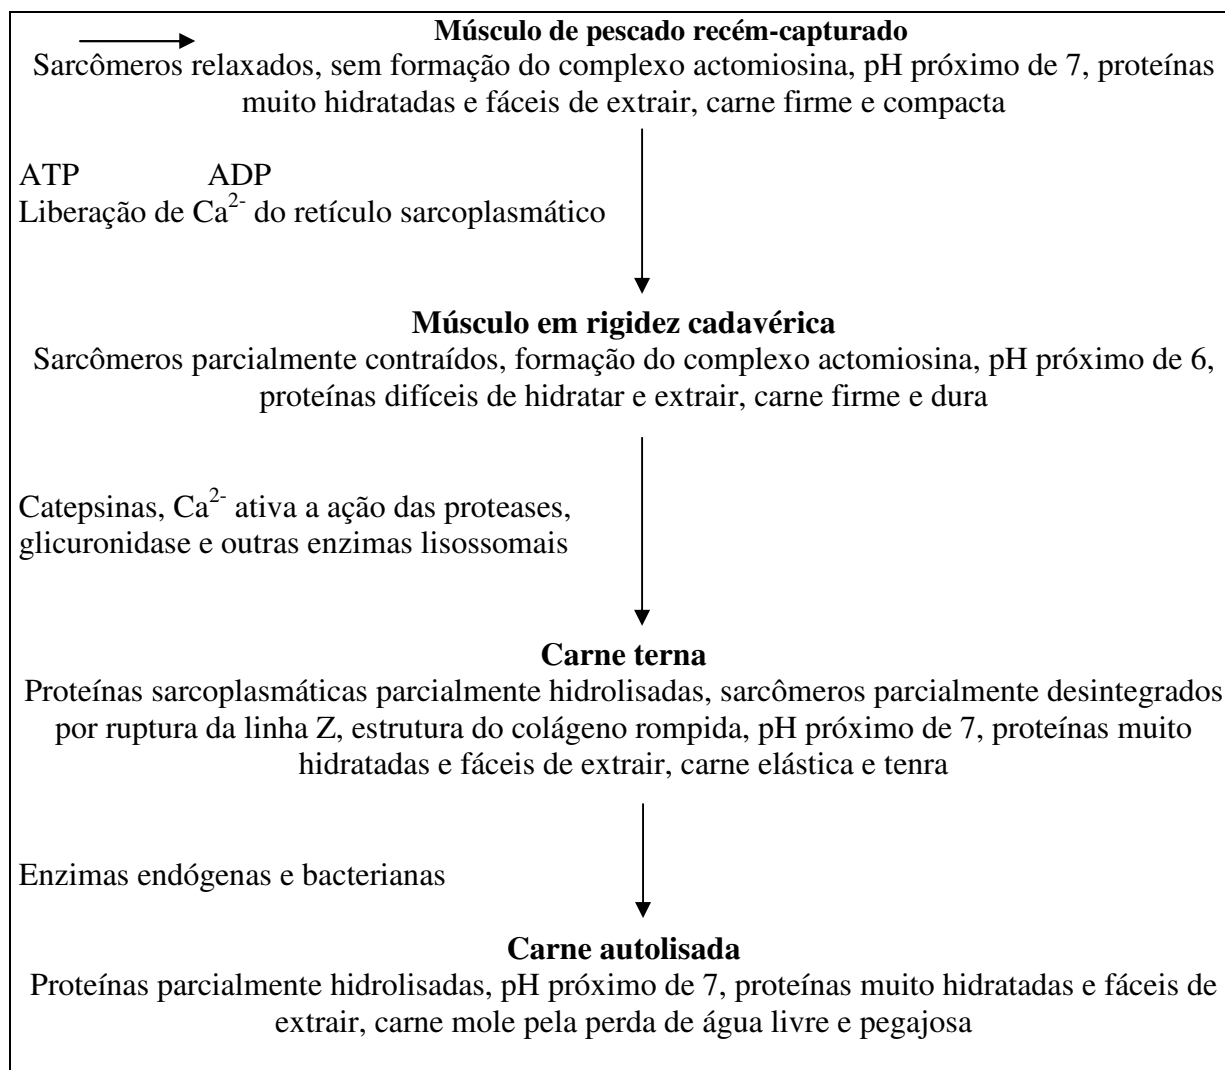 Músculo de pescado recém-capturado
Sarcômeros relaxados, sem formação do complexo actomiosina, pH próximo de 7, proteínas
muito hidratadas e fáceis de extrair, carne firme e compacta
ATP ADP
Liberação de Ca²⁻ do retículo sarcoplasmático
Músculo em rigidez cadavérica
Sarcômeros parcialmente contraídos, formação do complexo actomiosina, pH próximo de 6,
proteínas difíceis de hidratar e extrair, carne firme e dura
Catepsinas, Ca²⁻ ativa a ação das proteases,
glicuronidase e outras enzimas lisossomais
Carne terna
Proteínas sarcoplasmáticas parcialmente hidrolisadas, sarcômeros parcialmente desintegrados
por ruptura da linha Z, estrutura do colágeno rompida, pH próximo de 7, proteínas muito
hidratadas e fáceis de extrair, carne elástica e tenra
Enzimas endógenas e bacterianas
Carne autolisada
Proteínas parcialmente hidrolisadas, pH próximo de 7, proteínas muito hidratadas e fáceis de
extrair, carne mole pela perda de água livre e pegajosa